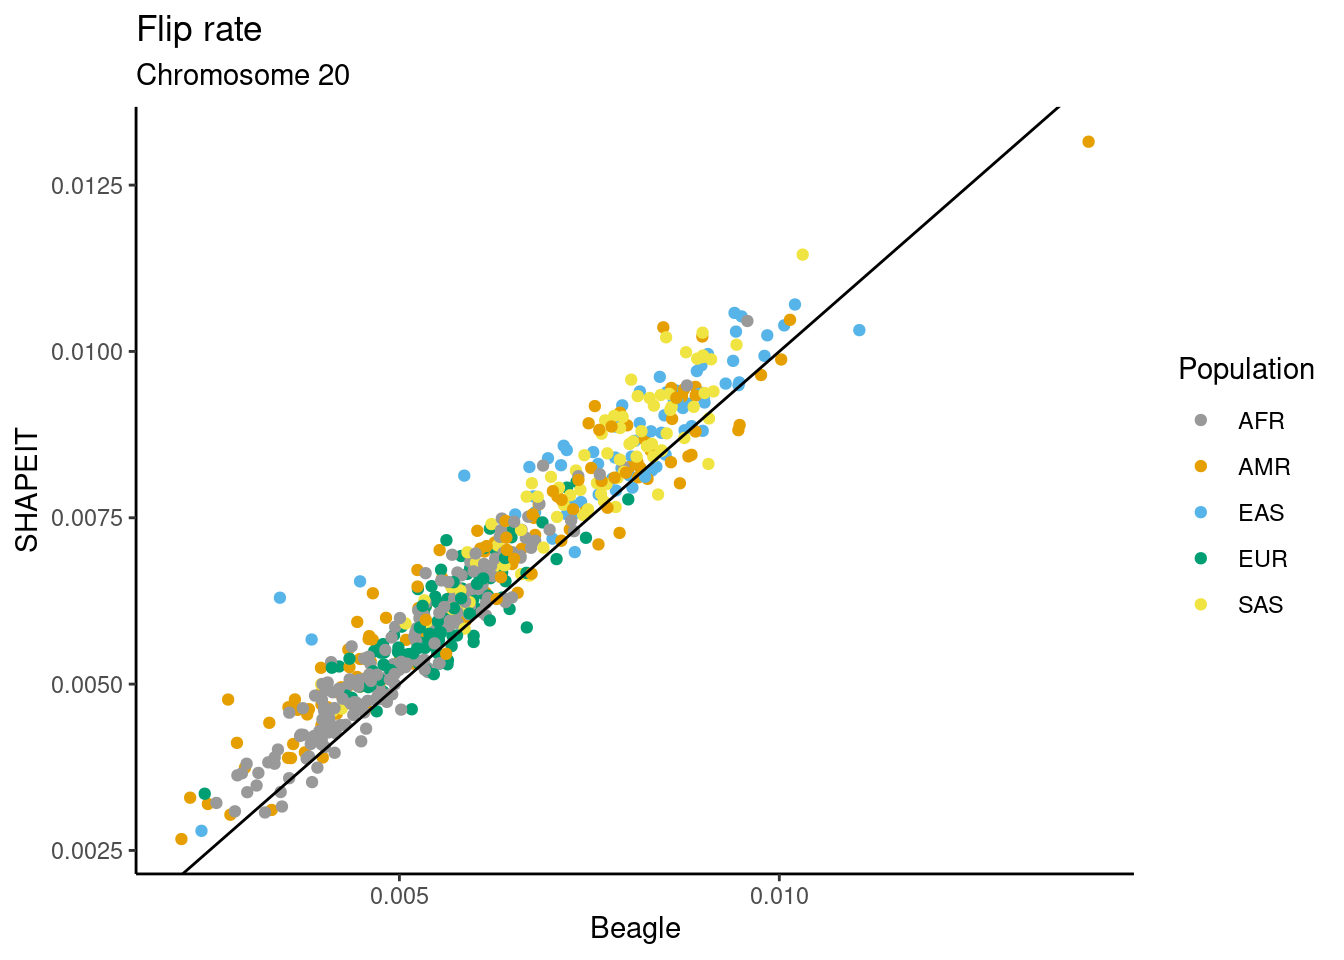 Flip rate
Chromosome 20
SHAPEIT
0.0125
0.0100
0.0075
0.0050
0.0025
0.005
0.010
Beagle
Population
AFR
AMR
EAS
EUR
SAS